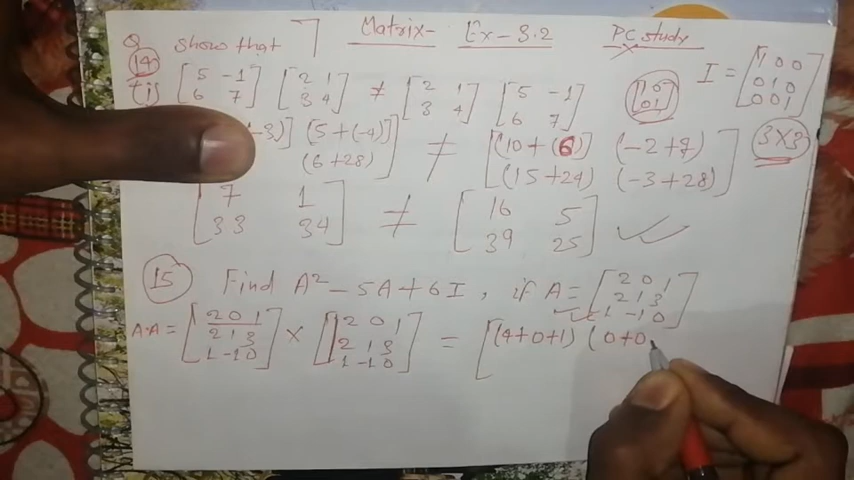 Q show that Matrix- Ex-3.2 PC study
(14) (i) [5 -1] [2 1] ≠ [2 1] [5 -1] [1 0] I = [1 0 0]
[6 7] [3 4] [3 4] [6 7] [0 1] [0 1 0]
[0 0 1]
-3)] (5+(-4)] ≠ [(10+(6)] (-2+7) 3×3
(6+28)] [(15+24) (-3+28)]
[7 1] ≠ [16 5]
[33 34] [39 25]
(15) Find A² - 5A + 6I, if A = [2 0 1]
[2 1 3]
[1 -1 0]
A·A = [2 0 1] × [2 0 1] = [(4+0+1) (0+0
[2 1 3] [2 1 3]
[1 -1 0] [1 -1 0]